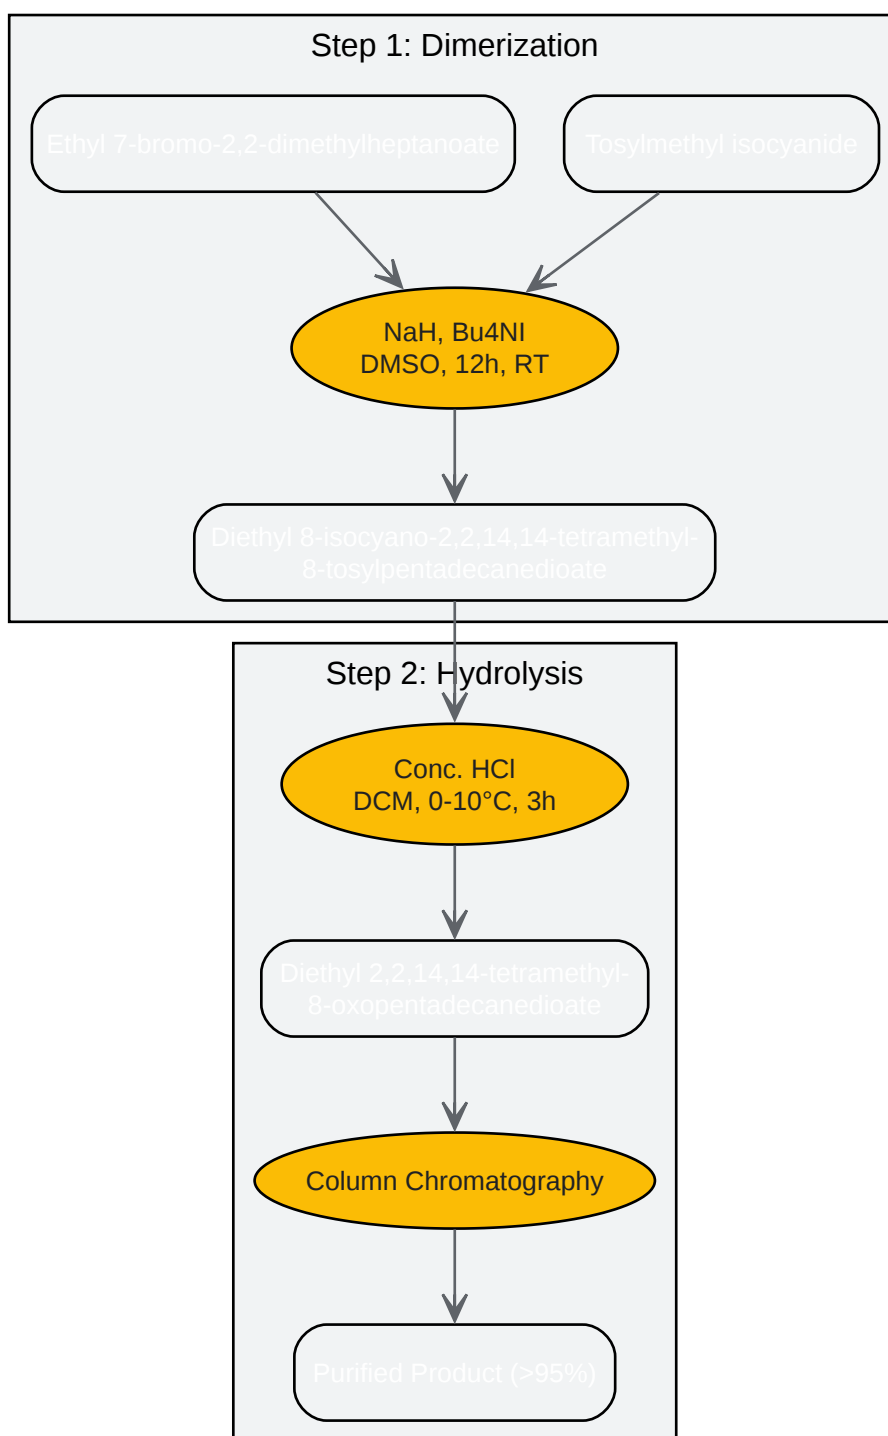 Step 1: Dimerization
Ethyl 7-bromo-2,2-dimethylheptanoate
Tosylmethyl isocyanide
NaH, Bu4NI
DMSO, 12h, RT
Diethyl 8-isocyano-2,2,14,14-tetramethyl-
8-tosylpentadecanedioate
Step 2: Hydrolysis
Conc. HCl
DCM, 0-10°C, 3h
Diethyl 2,2,14,14-tetramethyl-
8-oxopentadecanedioate
Column Chromatography
Purified Product (>95%)